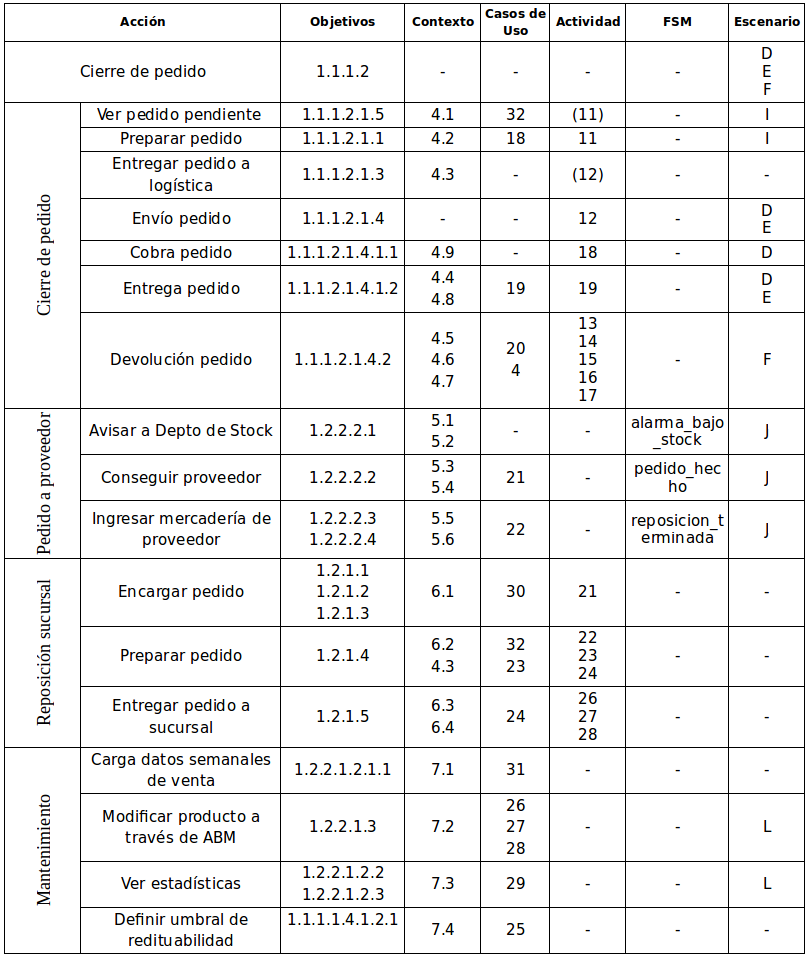 Acción Objetivos Contexto Casos de Uso Actividad FSM Escenario
Cierre de pedido 1.1.1.2 - - - - D E F
Cierre de pedido
Ver pedido pendiente 1.1.1.2.1.5 4.1 32 (11) - I
Preparar pedido 1.1.1.2.1.1 4.2 18 11 - I
Entregar pedido a logística 1.1.1.2.1.3 4.3 - (12) - -
Envío pedido 1.1.1.2.1.4 - - 12 - D E
Cobra pedido 1.1.1.2.1.4.1.1 4.9 - 18 - D
Entrega pedido 1.1.1.2.1.4.1.2 4.4 4.8 19 19 - D E
Devolución pedido 1.1.1.2.1.4.2 4.5 4.6 4.7 20 4 13 14 15 16 17 - F
Pedido a proveedor
Avisar a Depto de Stock 1.2.2.2.1 5.1 5.2 - - alarma_bajo _stock J
Conseguir proveedor 1.2.2.2.2 5.3 5.4 21 - pedido_hec ho J
Ingresar mercadería de proveedor 1.2.2.2.3 1.2.2.2.4 5.5 5.6 22 - reposicion_t erminada J
Reposición sucursal
Encargar pedido 1.2.1.1 1.2.1.2 1.2.1.3 6.1 30 21 - -
Preparar pedido 1.2.1.4 6.2 4.3 32 23 22 23 24 - -
Entregar pedido a sucursal 1.2.1.5 6.3 6.4 24 26 27 28 - -
Mantenimiento
Carga datos semanales de venta 1.2.2.1.2.1.1 7.1 31 - - -
Modificar producto a través de ABM 1.2.2.1.3 7.2 26 27 28 - - L
Ver estadísticas 1.2.2.1.2.2 1.2.2.1.2.3 7.3 29 - - L
Definir umbral de redituabilidad 1.1.1.1.4.1.2.1 7.4 25 - - -